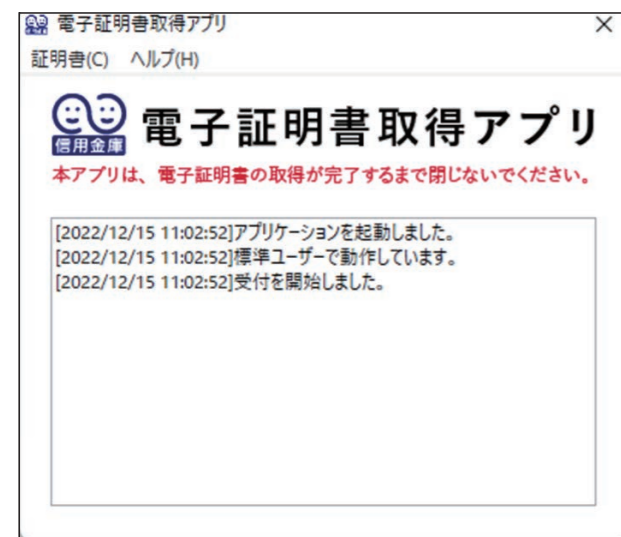 電子証明書取得アプリ
証明書(C) ヘルプ(H)
信用金庫
電子証明書取得アプリ
本アプリは、電子証明書の取得が完了するまで閉じないでください。
[2022/12/15 11:02:52]アプリケーションを起動しました。
[2022/12/15 11:02:52]標準ユーザーで動作しています。
[2022/12/15 11:02:52]受付を開始しました。